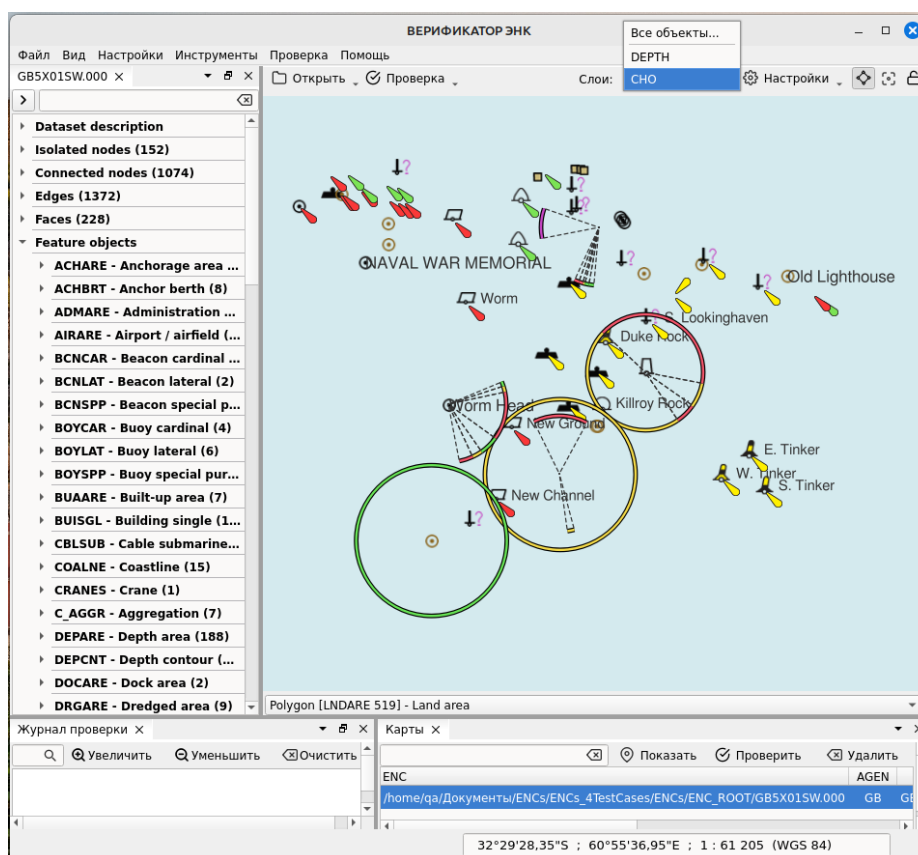 ВЕРИФИКАТОР ЭНК
Файл Вид Настройки Инструменты Проверка Помощь
Все объекты...
DEPTH
СНО
GB5X01SW.000
Открыть Проверка Слои: Настройки
Dataset description
Isolated nodes (152)
Connected nodes (1074)
Edges (1372)
Faces (228)
Feature objects
ACHARE - Anchorage area ...
ACHBRT - Anchor berth (8)
ADMARE - Administration ...
AIRARE - Airport / airfield (...
BCNCAR - Beacon cardinal ...
BCNLAT - Beacon lateral (2)
BCNSPP - Beacon special p...
BOYCAR - Buoy cardinal (4)
BOYLAT - Buoy lateral (6)
BOYSPP - Buoy special pur...
BUAARE - Built-up area (7)
BUISGL - Building single (1...
CBLSUB - Cable submarine...
COALNE - Coastline (15)
CRANES - Crane (1)
C_AGGR - Aggregation (7)
DEPARE - Depth area (188)
DEPCNT - Depth contour (...
DOCARE - Dock area (2)
DRGARE - Dredged area (9)
?
?
?
NAVAL WAR MEMORIAL
?
?
?
Old Lighthouse
Worm
? S. Lookinghaven
Duke Rock
Worm Head
Killroy Rock
New Ground
E. Tinker
W. Tinker
S. Tinker
New Channel
?
Polygon [LNDARE 519] - Land area
Журнал проверки
Увеличить Уменьшить Очистить
Карты
Показать Проверить Удалить
ENC AGEN
/home/qa/Документы/ENCs/ENCs_4TestCases/ENCs/ENC_ROOT/GB5X01SW.000 GB GB
32°29'28,35"S ; 60°55'36,95"E ; 1 : 61 205 (WGS 84)